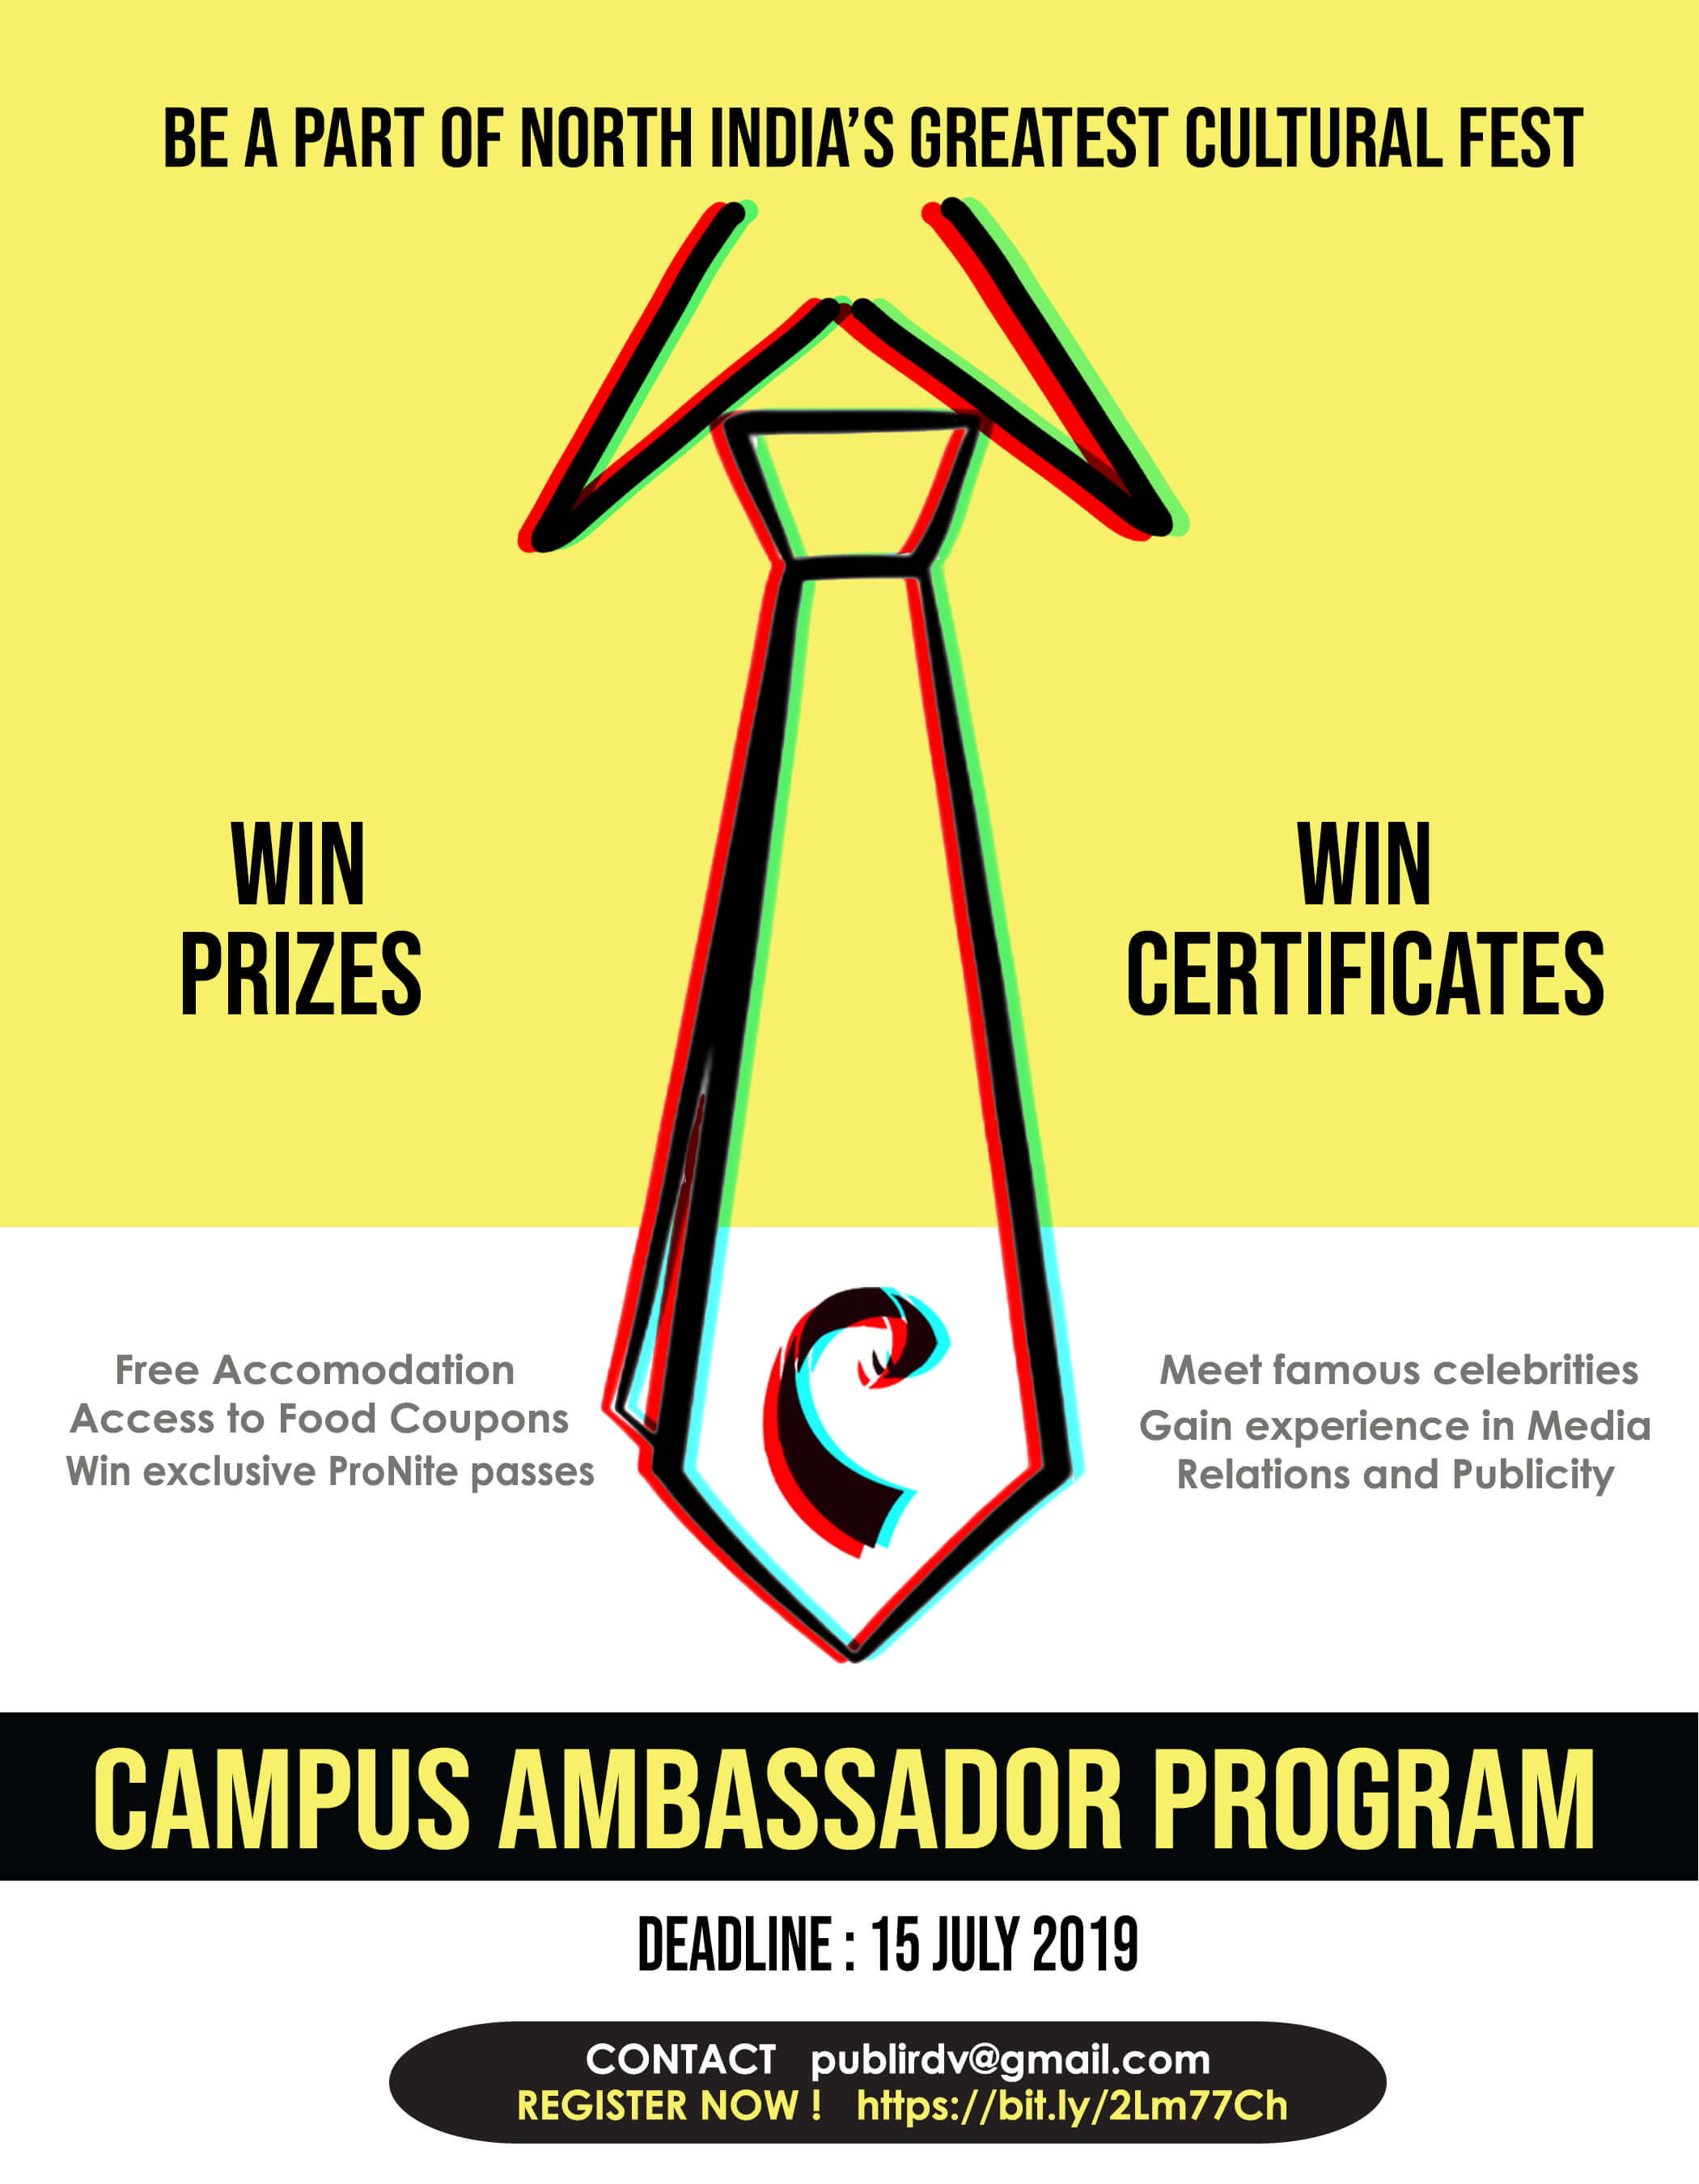 BE A PART OF NORTH INDIA'S GREATEST CULTURAL FEST
WIN
PRIZES
WIN
CERTIFICATES
Free Accomodation
Access to Food Coupons
Win exclusive ProNite passes
Meet famous celebrities
Gain experience in Media
Relations and Publicity
CAMPUS AMBASSADOR PROGRAM
DEADLINE : 15 JULY 2019
CONTACT publirdv@gmail.com
REGISTER NOW ! https://bit.ly/2Lm77Ch